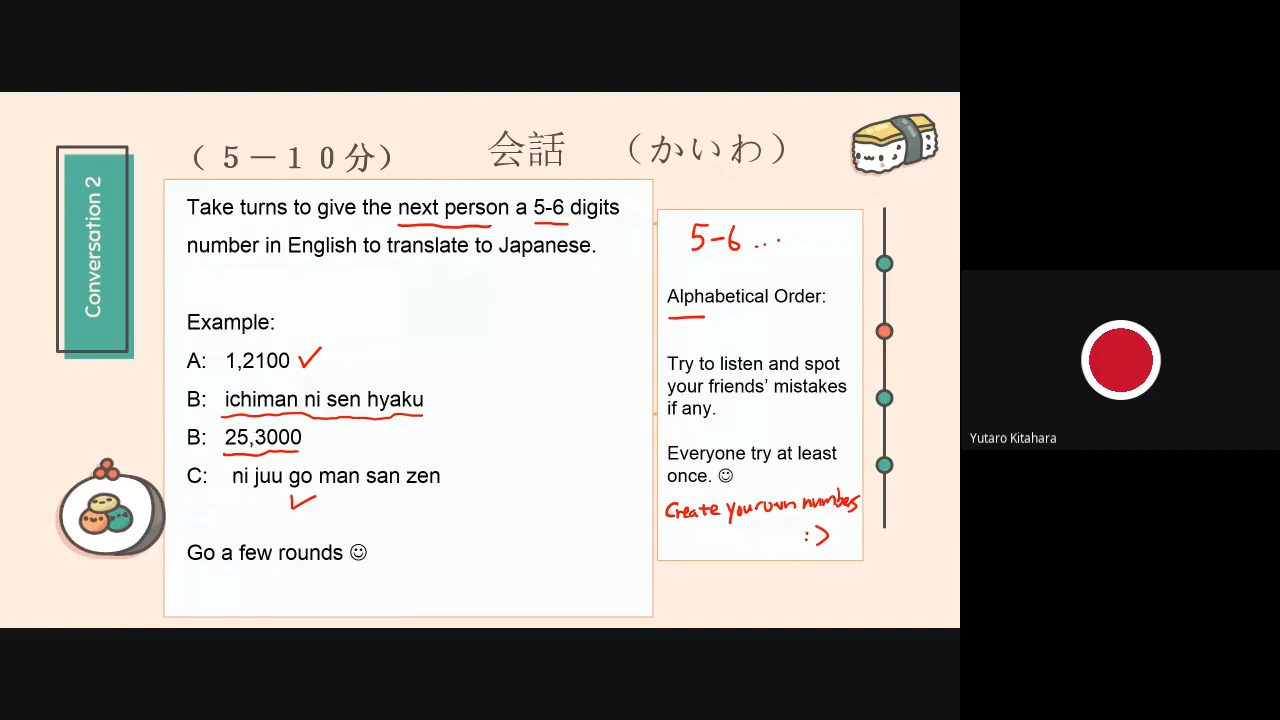 Conversation 2
(５－１０分)
会話 (かいわ)
Take turns to give the next person a 5-6 digits
number in English to translate to Japanese.
Example:
A: 1,2100
B: ichiman ni sen hyaku
B: 25,3000
C: ni juu go man san zen
Go a few rounds ☺
5-6 ...
Alphabetical Order:
Try to listen and spot
your friends’ mistakes
if any.
Everyone try at least
once. ☺
Create your own numbers
:>
Yutaro Kitahara